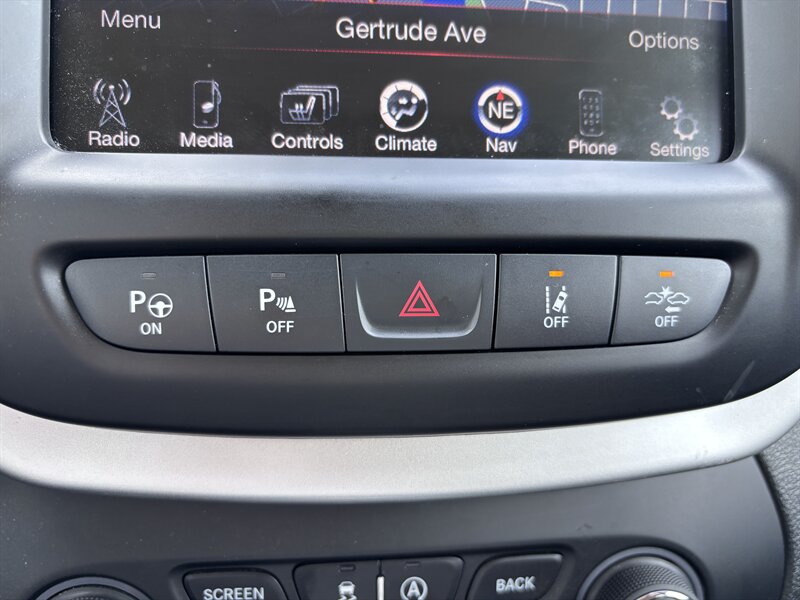 Menu
Gertrude Ave
Options
NE
Radio
Media
Controls
Climate
Nav
Phone
Settings
P ON
P OFF
OFF
OFF
SCREEN
A
BACK